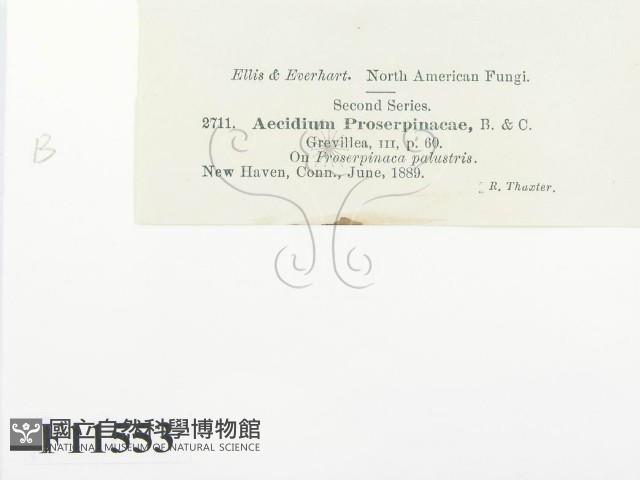 Ellis & Everhart. North American Fungi.
Second Series.
2711. Aecidium Proserpinacae, B. & C.
Grevillea, III, p. 60.
On Proserpinaca palustris.
New Haven, Conn., June, 1889.
R. Thaxter.
B
F11553
國立自然科學博物館
NATIONAL MUSEUM OF NATURAL SCIENCE